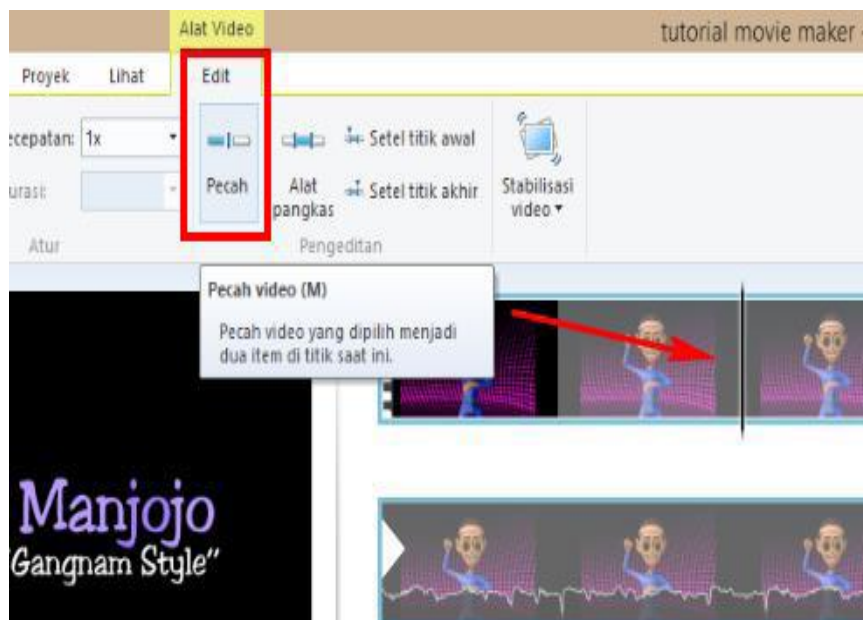 Alat Video
tutorial movie maker -
Proyek Lihat Edit
ecepatan: 1x
Setel titik awal
urasi:
Pecah
Alat
pangkas
Setel titik akhir
Stabilisasi
video
Atur
Pengeditan
Pecah video (M)
Pecah video yang dipilih menjadi
dua item di titik saat ini.
Manjojo
"Gangnam Style"